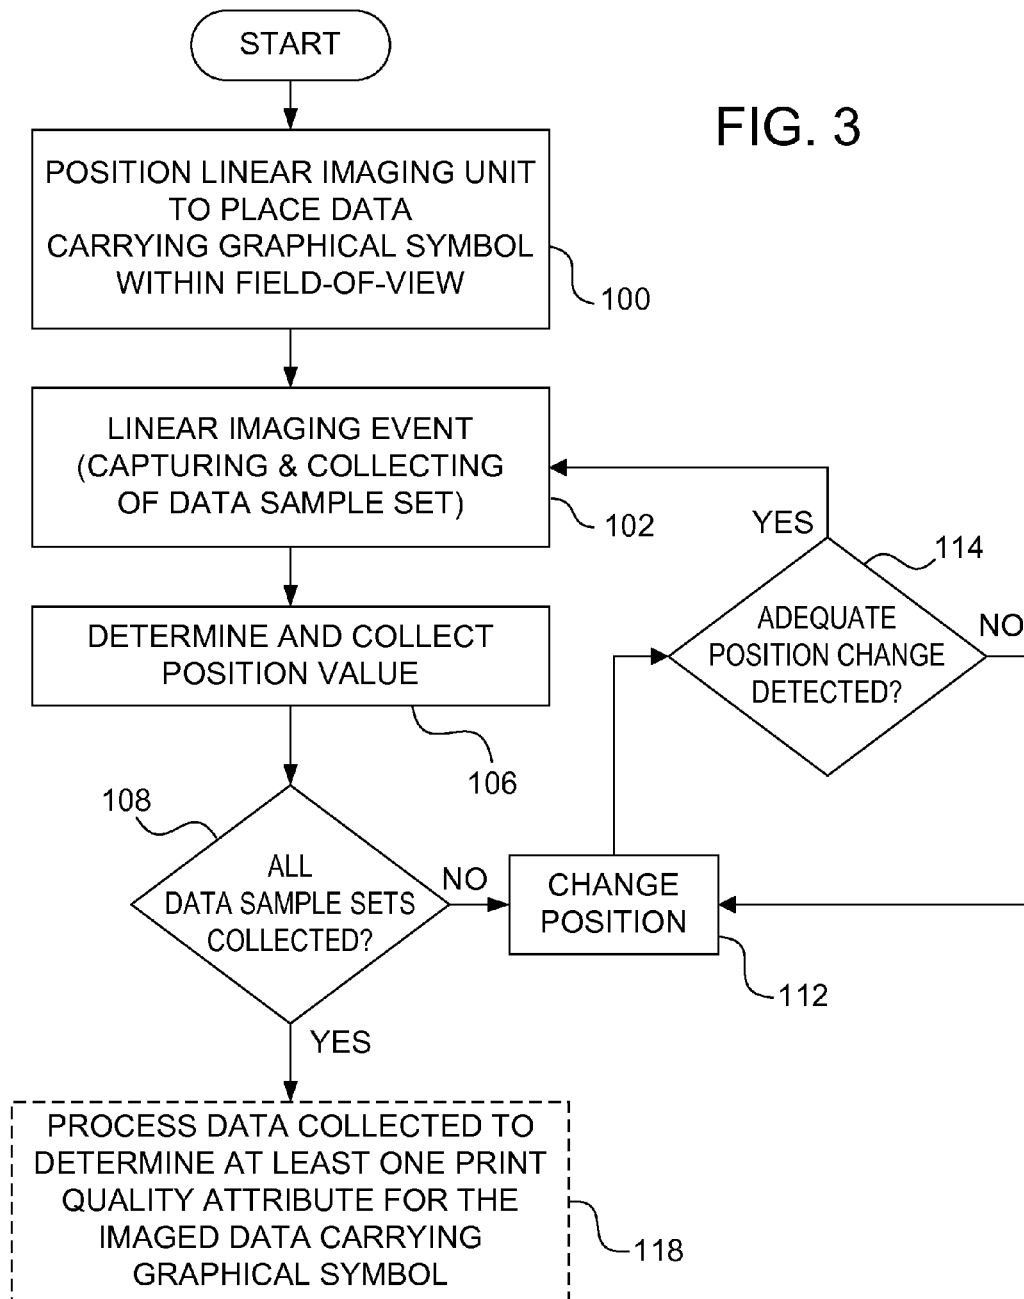 START
FIG. 3
POSITION LINEAR IMAGING UNIT
TO PLACE DATA
CARRYING GRAPHICAL SYMBOL
WITHIN FIELD-OF-VIEW
100
LINEAR IMAGING EVENT
(CAPTURING & COLLECTING
OF DATA SAMPLE SET)
102
YES
114
ADEQUATE
POSITION CHANGE
DETECTED?
NO
DETERMINE AND COLLECT
POSITION VALUE
106
108
ALL
DATA SAMPLE SETS
COLLECTED?
NO
CHANGE
POSITION
112
YES
PROCESS DATA COLLECTED TO
DETERMINE AT LEAST ONE PRINT
QUALITY ATTRIBUTE FOR THE
IMAGED DATA CARRYING
GRAPHICAL SYMBOL
118